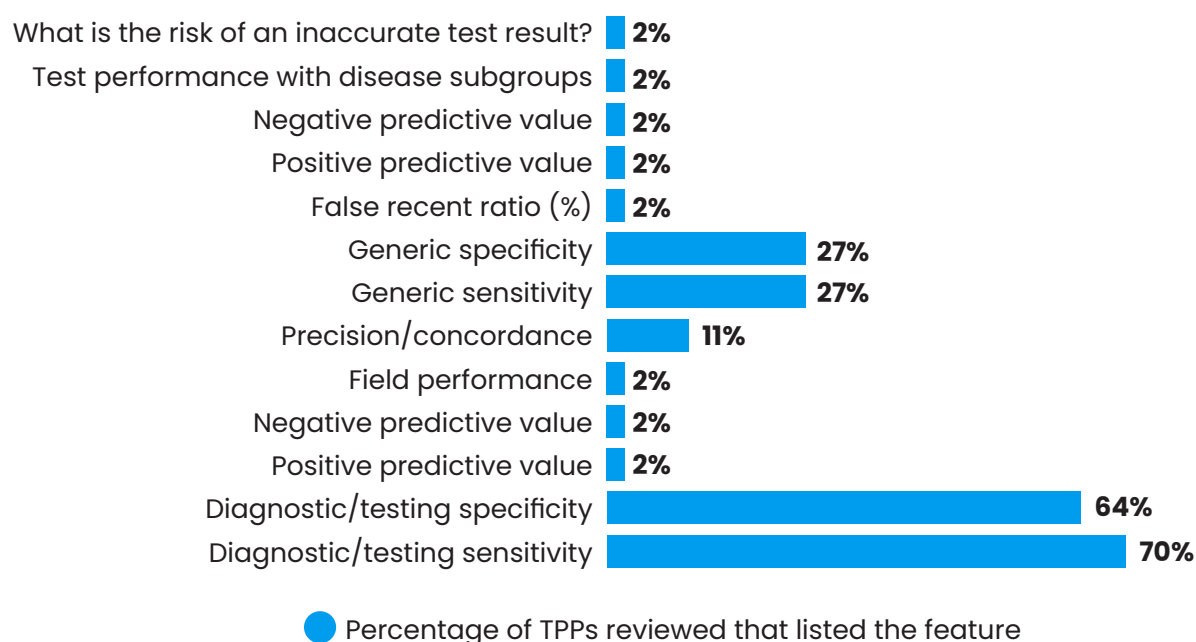 What is the risk of an inaccurate test result? 2%
Test performance with disease subgroups 2%
Negative predictive value 2%
Positive predictive value 2%
False recent ratio (%) 2%
Generic specificity 27%
Generic sensitivity 27%
Precision/concordance 11%
Field performance 2%
Negative predictive value 2%
Positive predictive value 2%
Diagnostic/testing specificity 64%
Diagnostic/testing sensitivity 70%
Percentage of TPPs reviewed that listed the feature